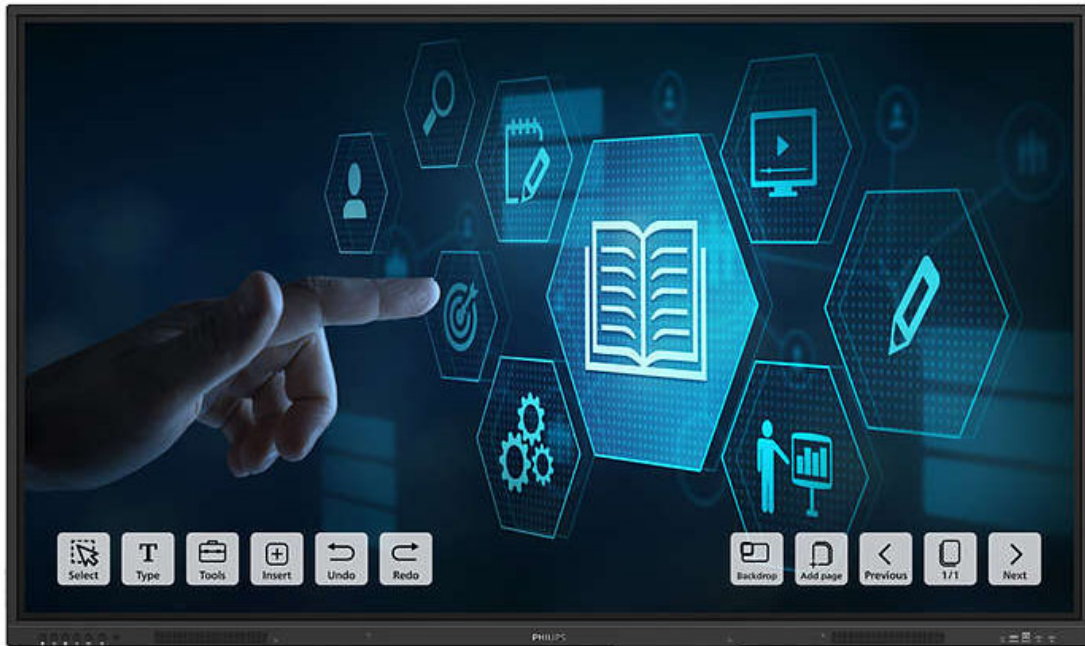 Select
Type
Tools
Insert
Undo
Redo
Backdrop
Add page
Previous
1/1
Next
PHILIPS